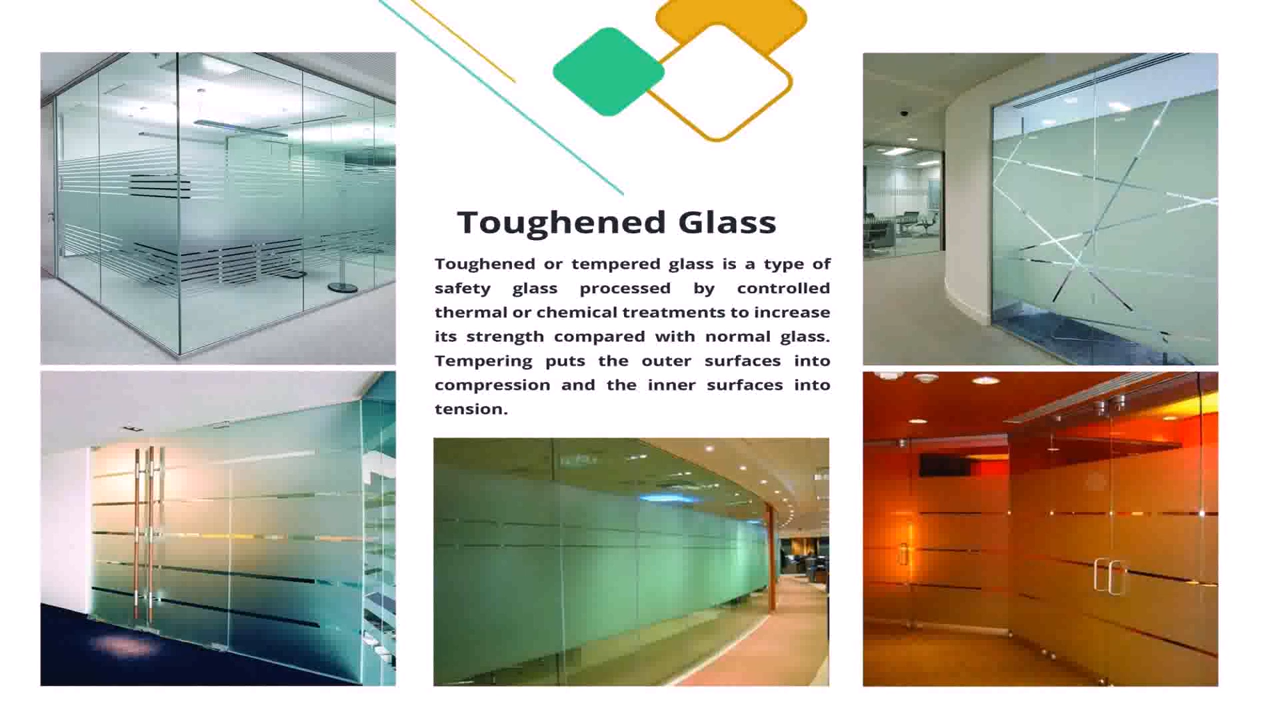 Toughened Glass
Toughened or tempered glass is a type of
safety glass processed by controlled
thermal or chemical treatments to increase
its strength compared with normal glass.
Tempering puts the outer surfaces into
compression and the inner surfaces into
tension.